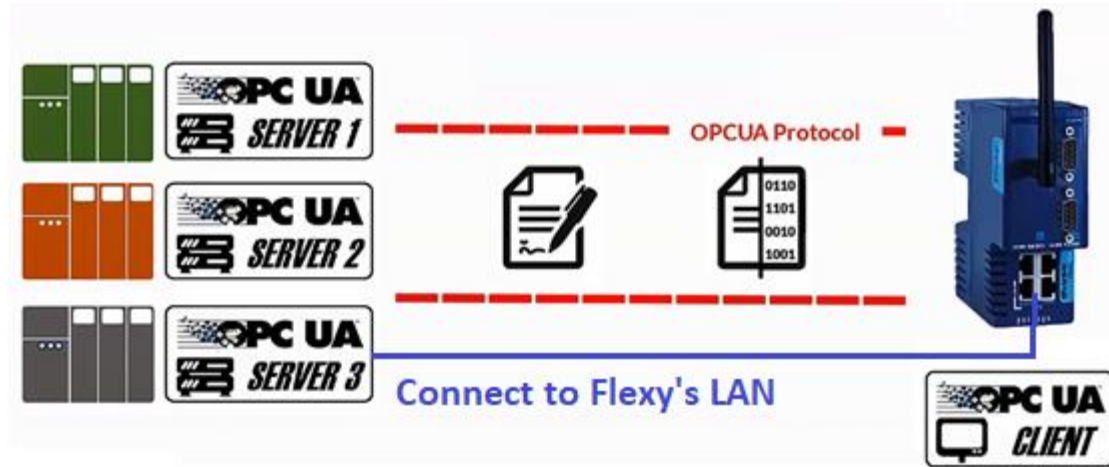 OPC UA
SERVER 1
OPCUA Protocol
0110
1101
0010
1001
OPC UA
SERVER 2
OPC UA
SERVER 3
Connect to Flexy's LAN
OPC UA
CLIENT